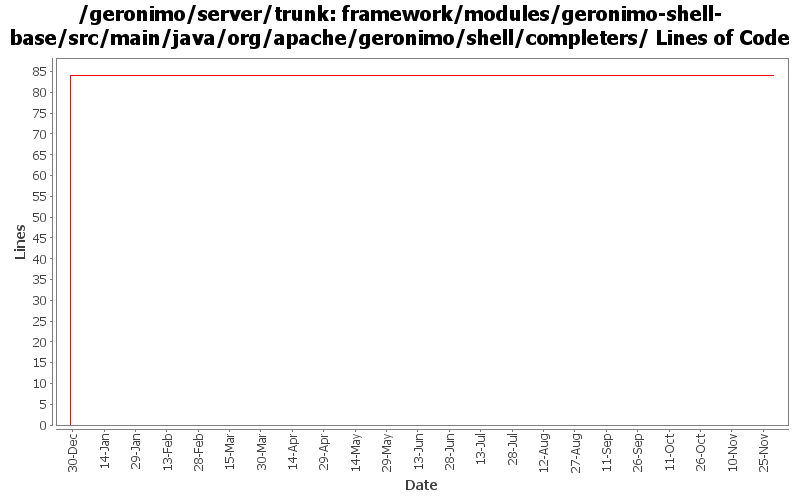 /geronimo/server/trunk: framework/modules/geronimo-shell-
base/src/main/java/org/apache/geronimo/shell/completers/ Lines of Code
85
80
75
70
65
60
55
50
45
40
35
30
25
20
15
10
5
0
Lines
30-Dec
14-Jan
29-Jan
13-Feb
28-Feb
15-Mar
30-Mar
14-Apr
29-Apr
14-May
29-May
13-Jun
28-Jun
13-Jul
28-Jul
12-Aug
27-Aug
11-Sep
26-Sep
11-Oct
26-Oct
10-Nov
25-Nov
Date